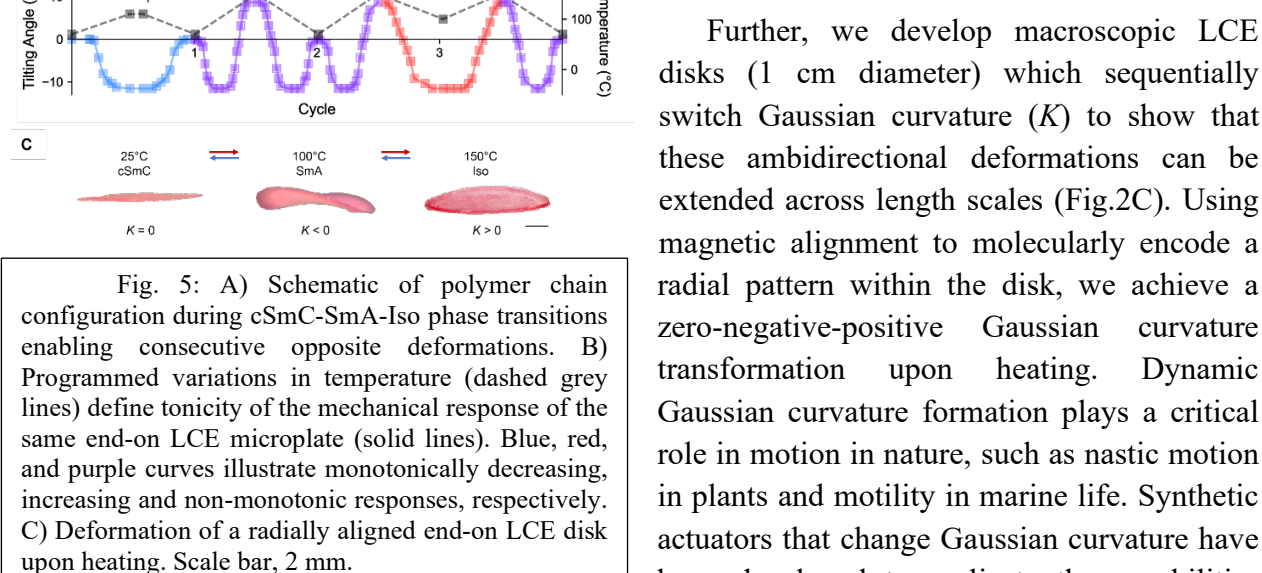 Tilting Angle (
0
−10
1
2
3
100
0
mperature (°C)
Cycle
C
25°C
cSmC
100°C
SmA
150°C
Iso
K = 0
K < 0
K > 0
Fig. 5: A) Schematic of polymer chain
configuration during cSmC-SmA-Iso phase transitions
enabling consecutive opposite deformations. B)
Programmed variations in temperature (dashed grey
lines) define tonicity of the mechanical response of the
same end-on LCE microplate (solid lines). Blue, red,
and purple curves illustrate monotonically decreasing,
increasing and non-monotonic responses, respectively.
C) Deformation of a radially aligned end-on LCE disk
upon heating. Scale bar, 2 mm.
Further, we develop macroscopic LCE
disks (1 cm diameter) which sequentially
switch Gaussian curvature (K) to show that
these ambidirectional deformations can be
extended across length scales (Fig.2C). Using
magnetic alignment to molecularly encode a
radial pattern within the disk, we achieve a
zero-negative-positive Gaussian curvature
transformation upon heating. Dynamic
Gaussian curvature formation plays a critical
role in motion in nature, such as nastic motion
in plants and motility in marine life. Synthetic
actuators that change Gaussian curvature have